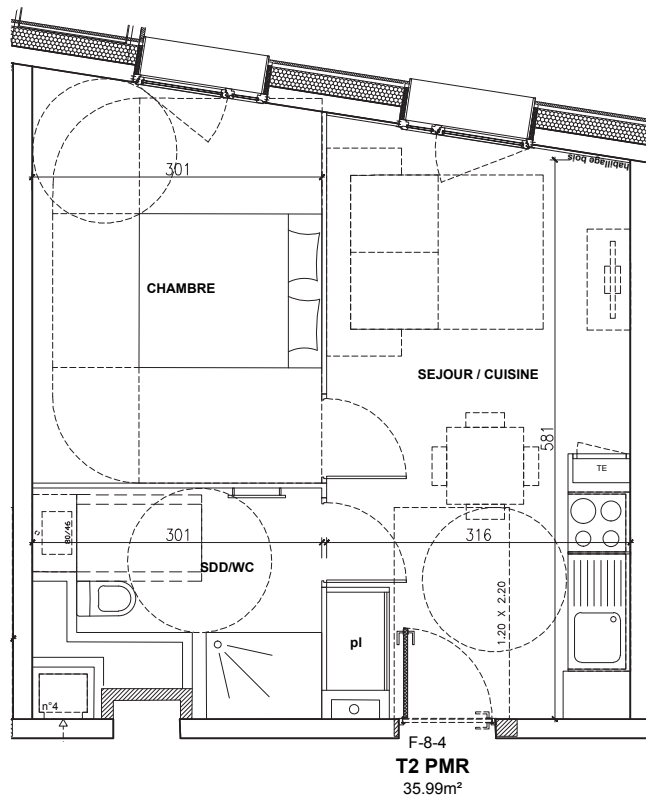 habillage bois
301
CHAMBRE
SEJOUR / CUISINE
581
TE
80/46
301
316
SDD/WC
1.20 X 2.20
pl
n°4
F-8-4
T2 PMR
35.99m²